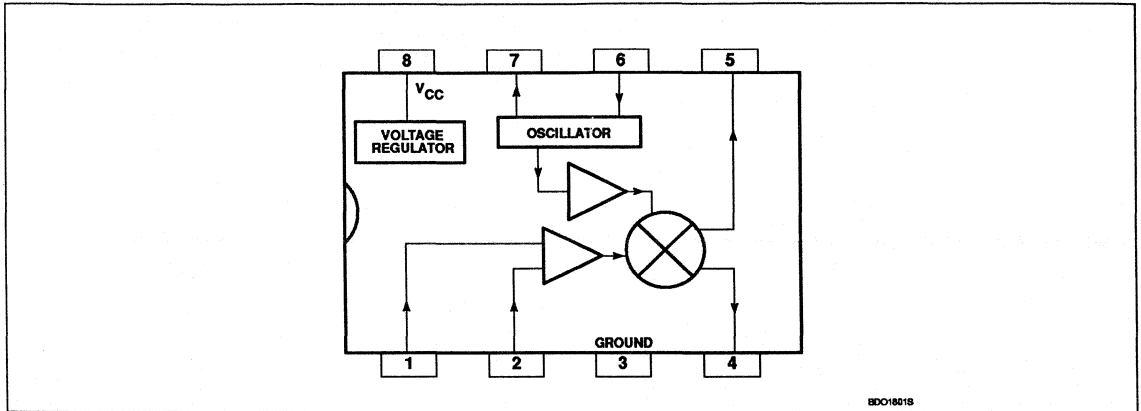 8 7 6 5
VCC
VOLTAGE
REGULATOR
OSCILLATOR
GROUND
1 2 3 4
BDO1801S